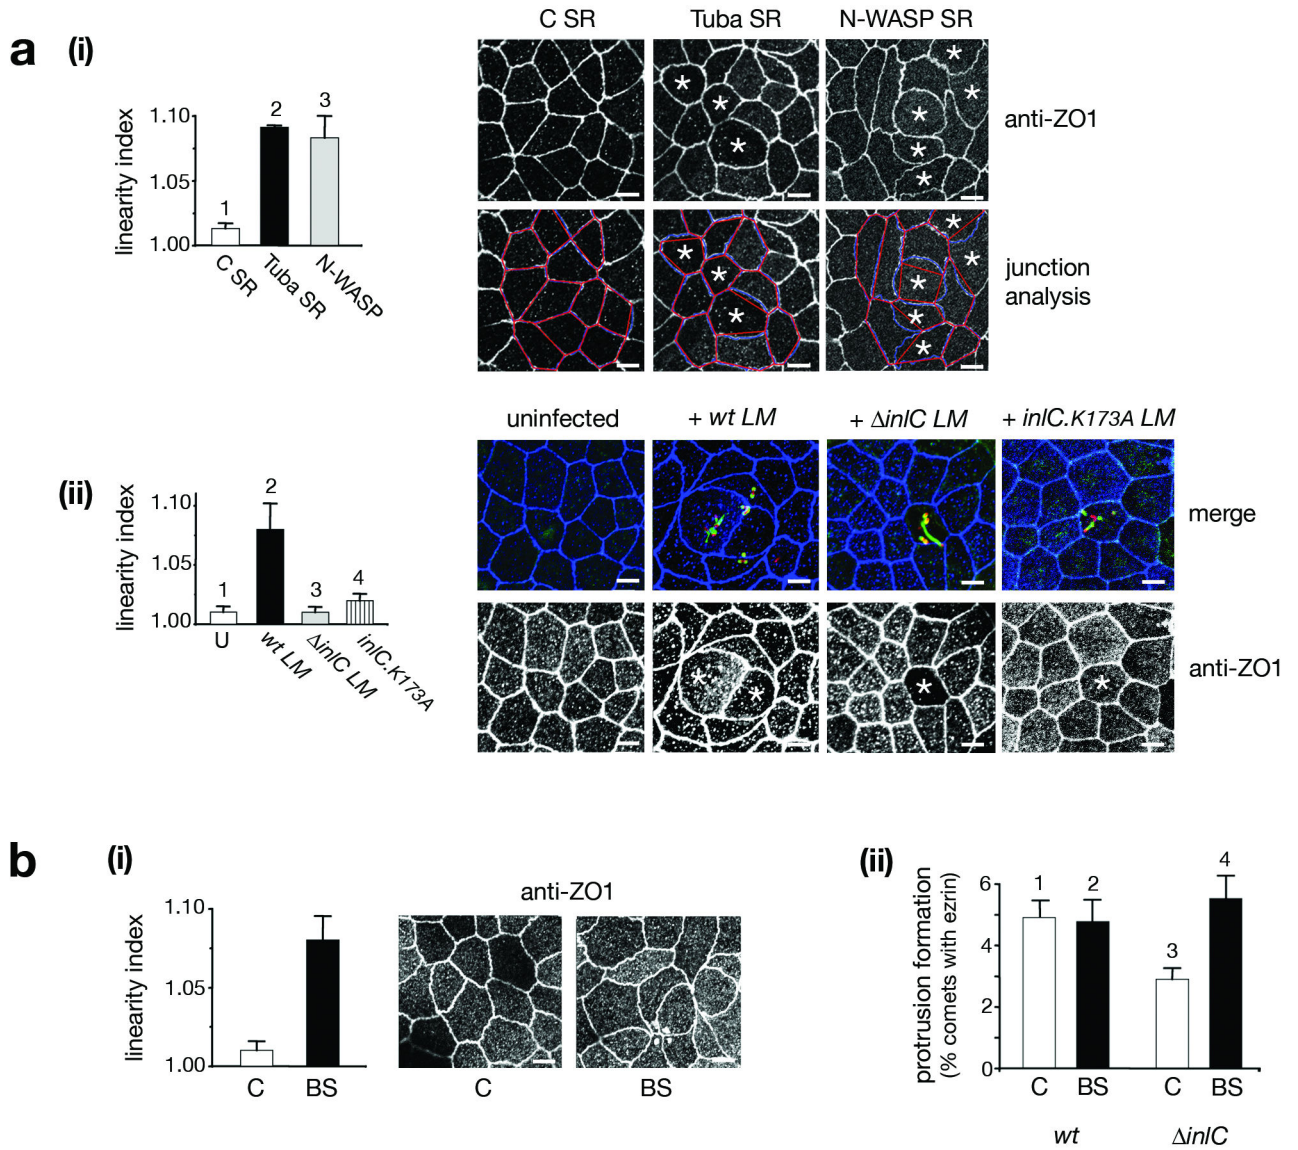 a (i)
C SR Tuba SR N-WASP SR
linearity index
1.10
1.05
1.00
1 2 3
C SR Tuba SR N-WASP
anti-ZO1
* * * * * * * *
junction
analysis
* * * * * * * *
(ii)
uninfected + wt LM + ΔinlC LM + inlC.K173A LM
linearity index
1.10
1.05
1.00
1 2 3 4
U wt LM ΔinlC LM inlC.K173A
merge
anti-ZO1
* * * *
b (i)
linearity index
1.10
1.05
1.00
C BS
anti-ZO1
C BS
(ii)
protrusion formation
(% comets with ezrin)
6
4
2
0
1 2 3 4
C BS C BS
wt ΔinlC